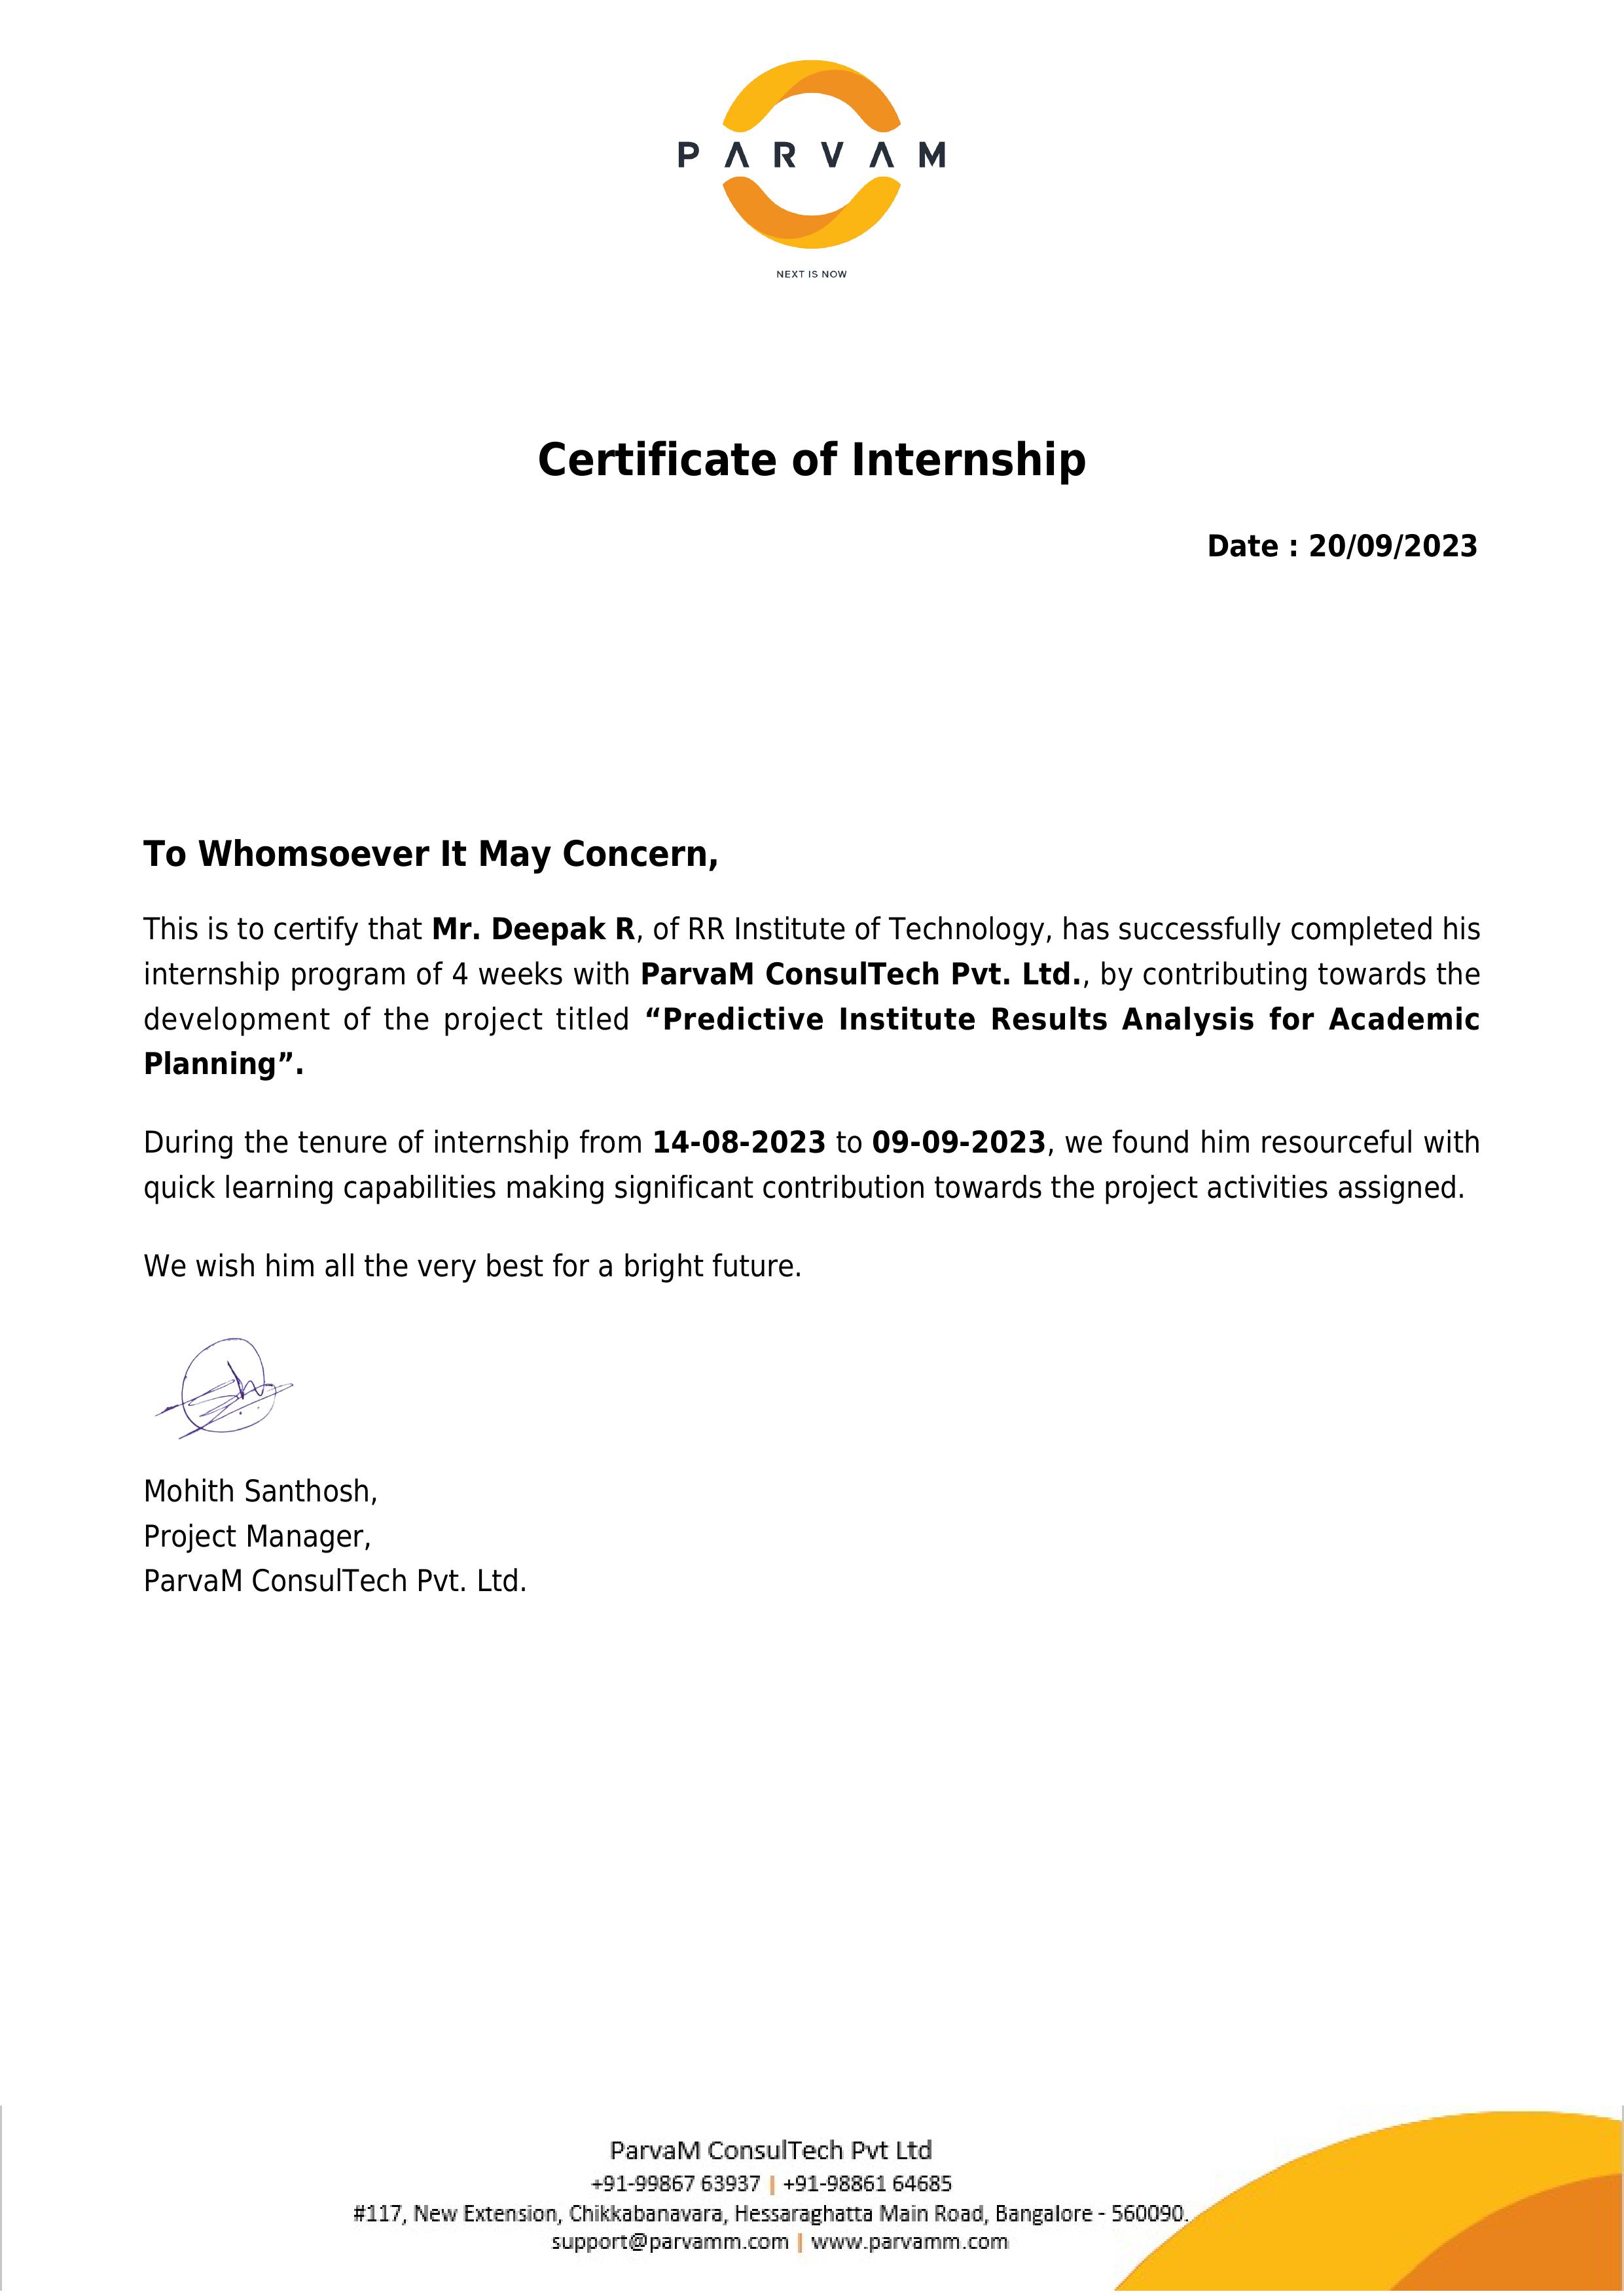 PARVAM
NEXT IS NOW
Certificate of Internship
Date : 20/09/2023
To Whomsoever It May Concern,
This is to certify that Mr. Deepak R, of RR Institute of Technology, has successfully completed his
internship program of 4 weeks with ParvaM ConsulTech Pvt. Ltd., by contributing towards the
development of the project titled “Predictive Institute Results Analysis for Academic
Planning”.
During the tenure of internship from 14-08-2023 to 09-09-2023, we found him resourceful with
quick learning capabilities making significant contribution towards the project activities assigned.
We wish him all the very best for a bright future.
Mohith Santhosh,
Project Manager,
ParvaM ConsulTech Pvt. Ltd.
ParvaM ConsulTech Pvt Ltd
+91-99867 63937 | +91-98861 64685
#117, New Extension, Chikkabanavara, Hessaraghatta Main Road, Bangalore - 560090.
support@parvamm.com | www.parvamm.com